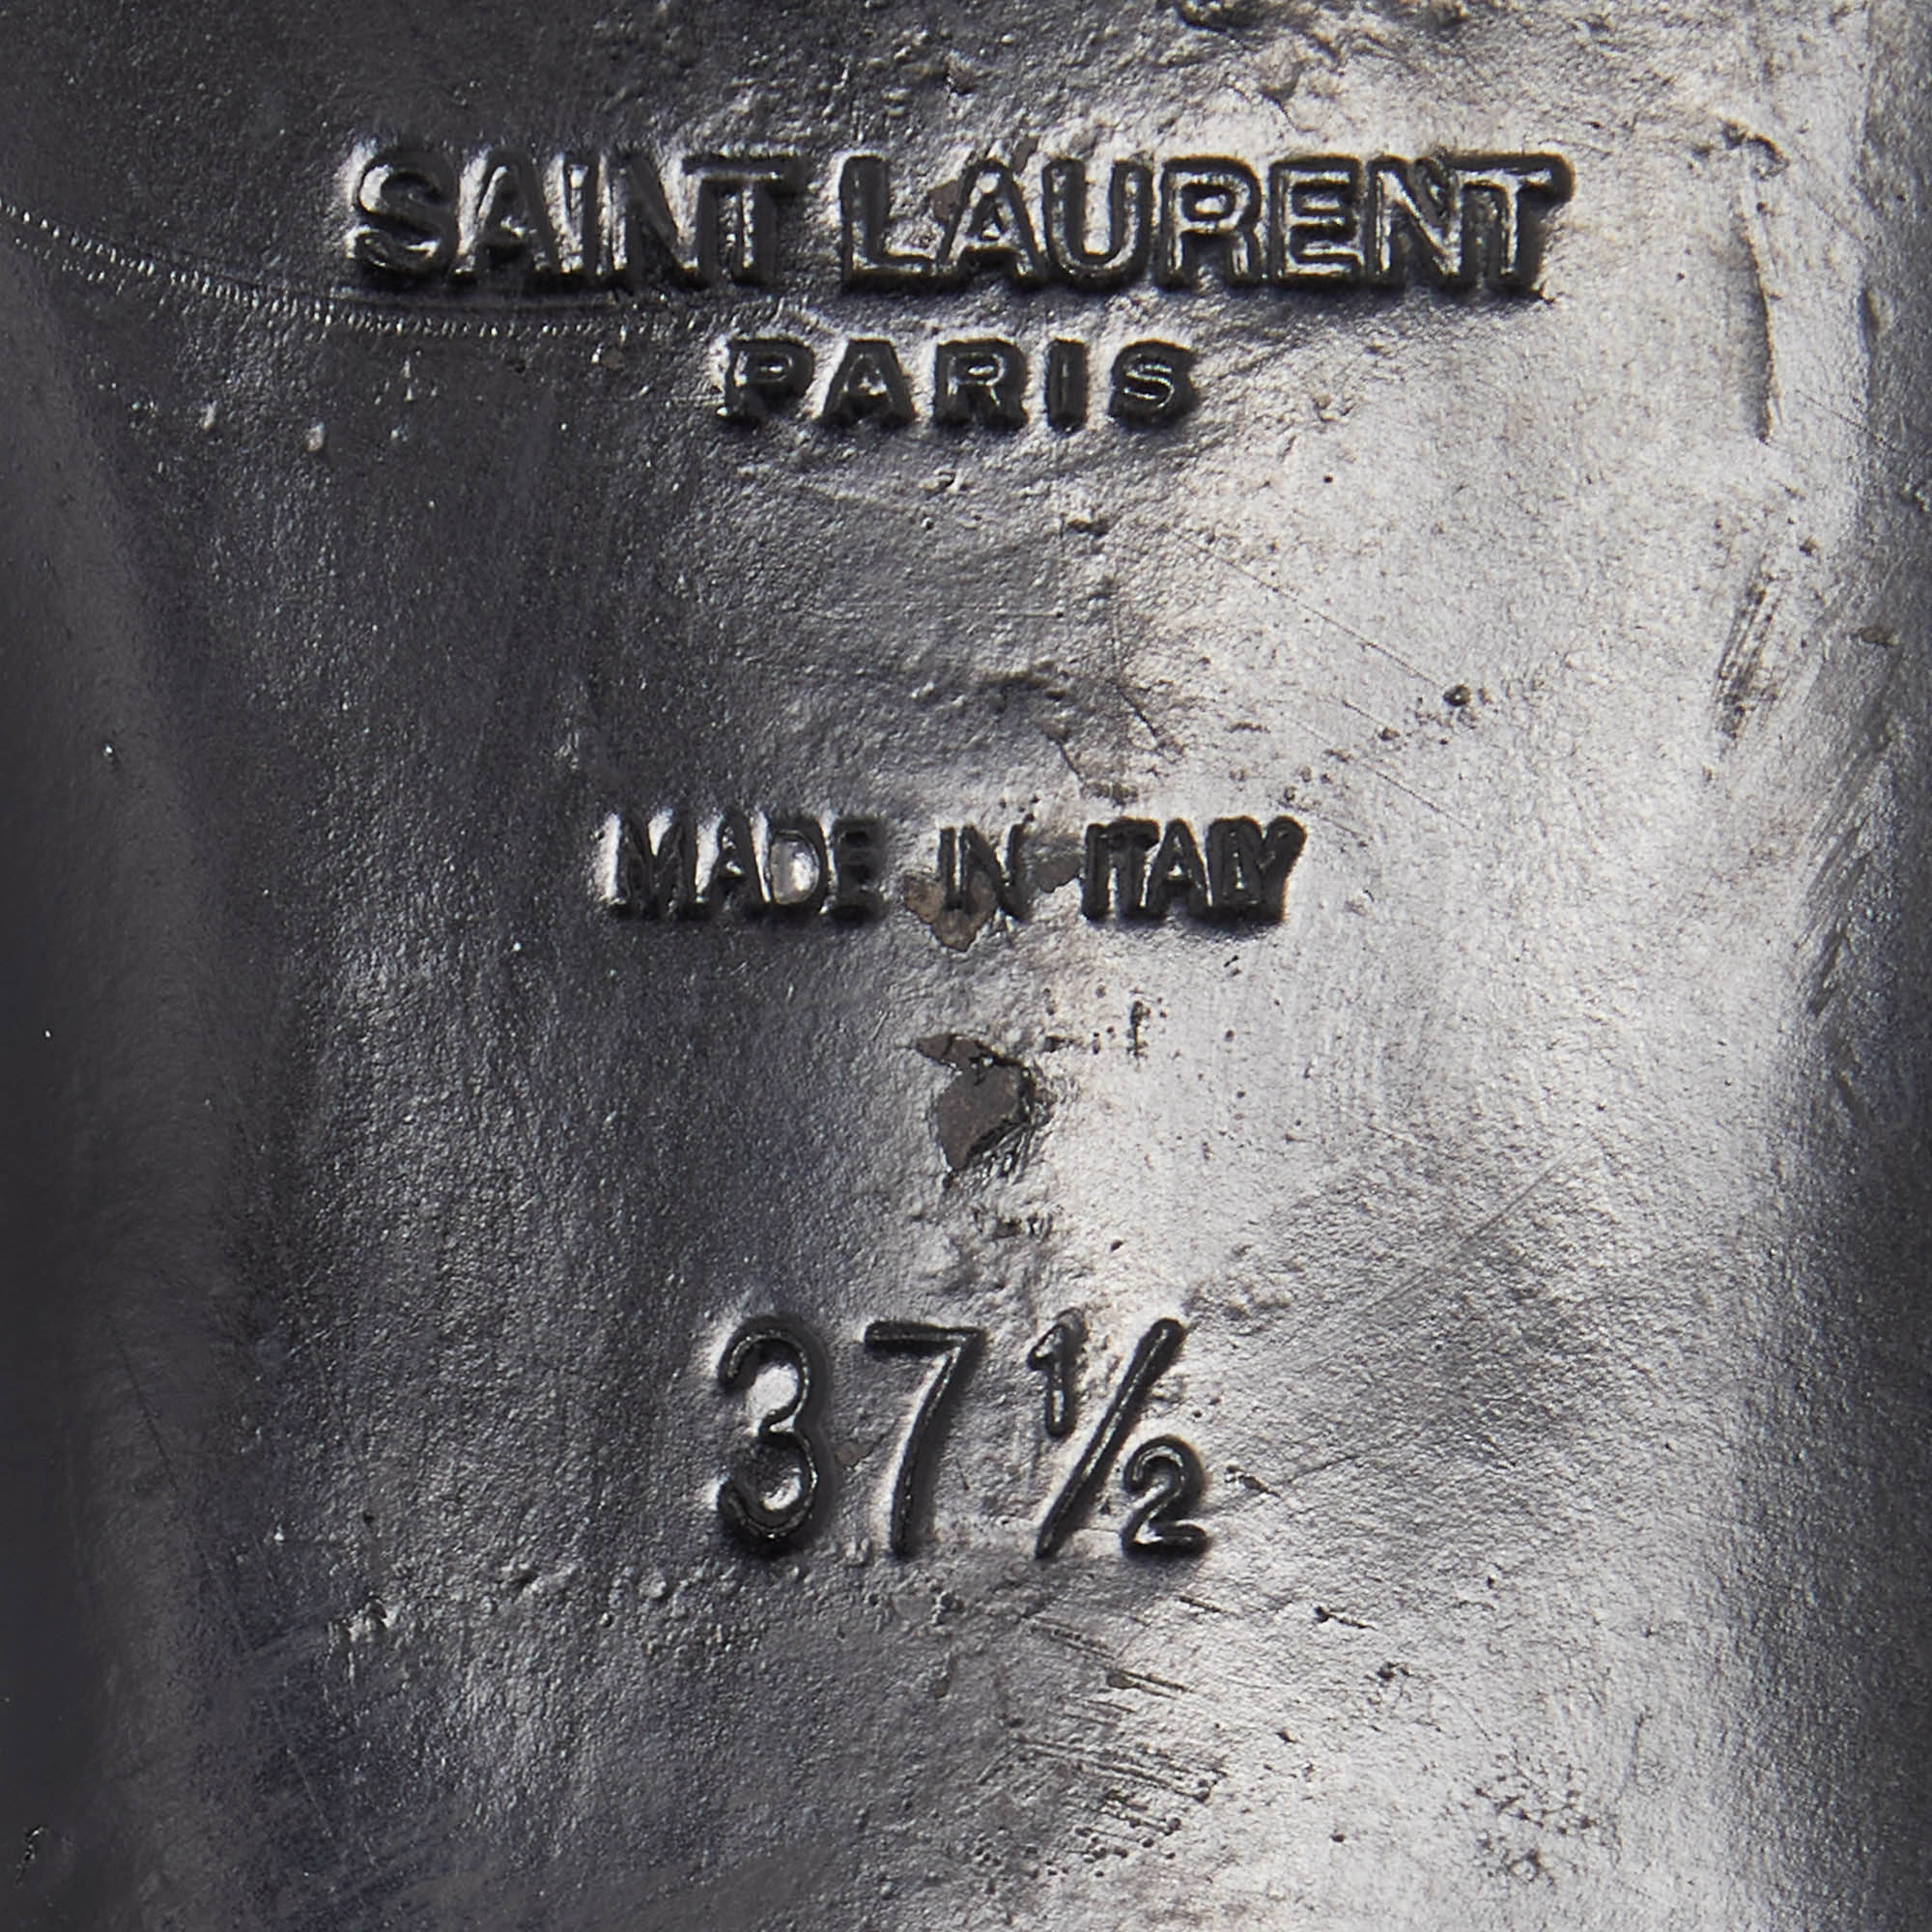 SAINT LAURENT
PARIS
MADE IN ITALY
37½